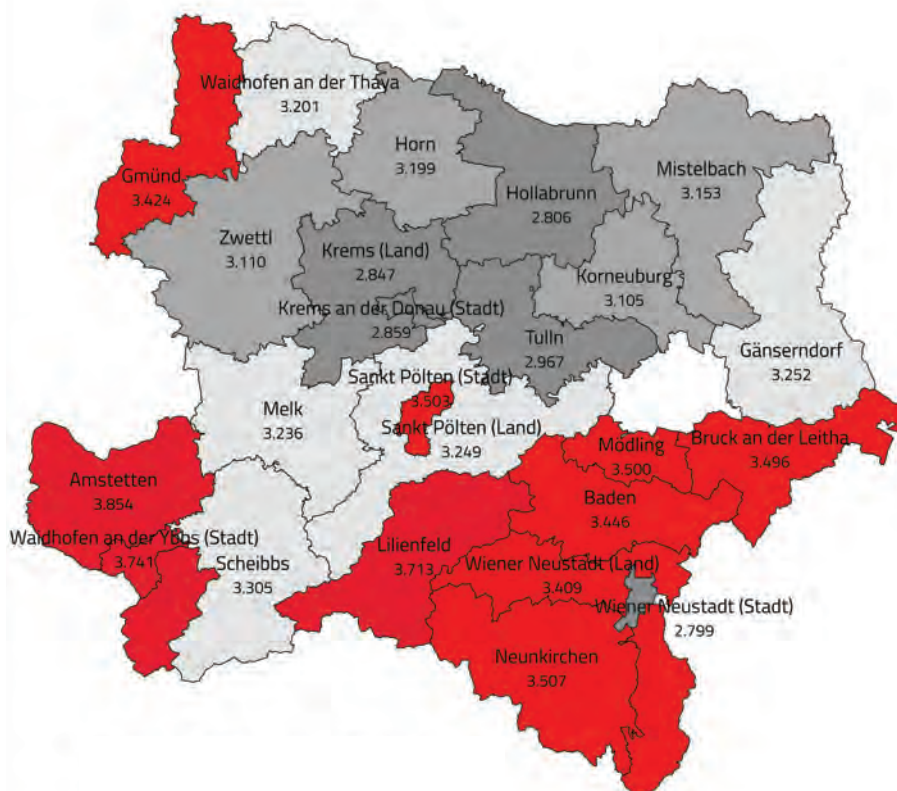 Waidhofen an der Thaya
3.201
Horn
3.199
Mistelbach
3.153
Gmünd
3.424
Hollabrunn
2.806
Zwettl
3.110
Krems (Land)
2.847
Korneuburg
3.105
Krems an der Donau (Stadt)
2.859
Tulln
2.967
Gänserndorf
3.252
Sankt Pölten (Stadt)
3.503
Melk
3.236
Sankt Pölten (Land)
3.249
Mödling
3.500
Bruck an der Leitha
3.496
Amstetten
3.854
Baden
3.446
Waidhofen an der Ybbs (Stadt)
3.741
Scheibbs
3.305
Lilienfeld
3.713
Wiener Neustadt (Land)
3.409
Wiener Neustadt (Stadt)
2.799
Neunkirchen
3.507